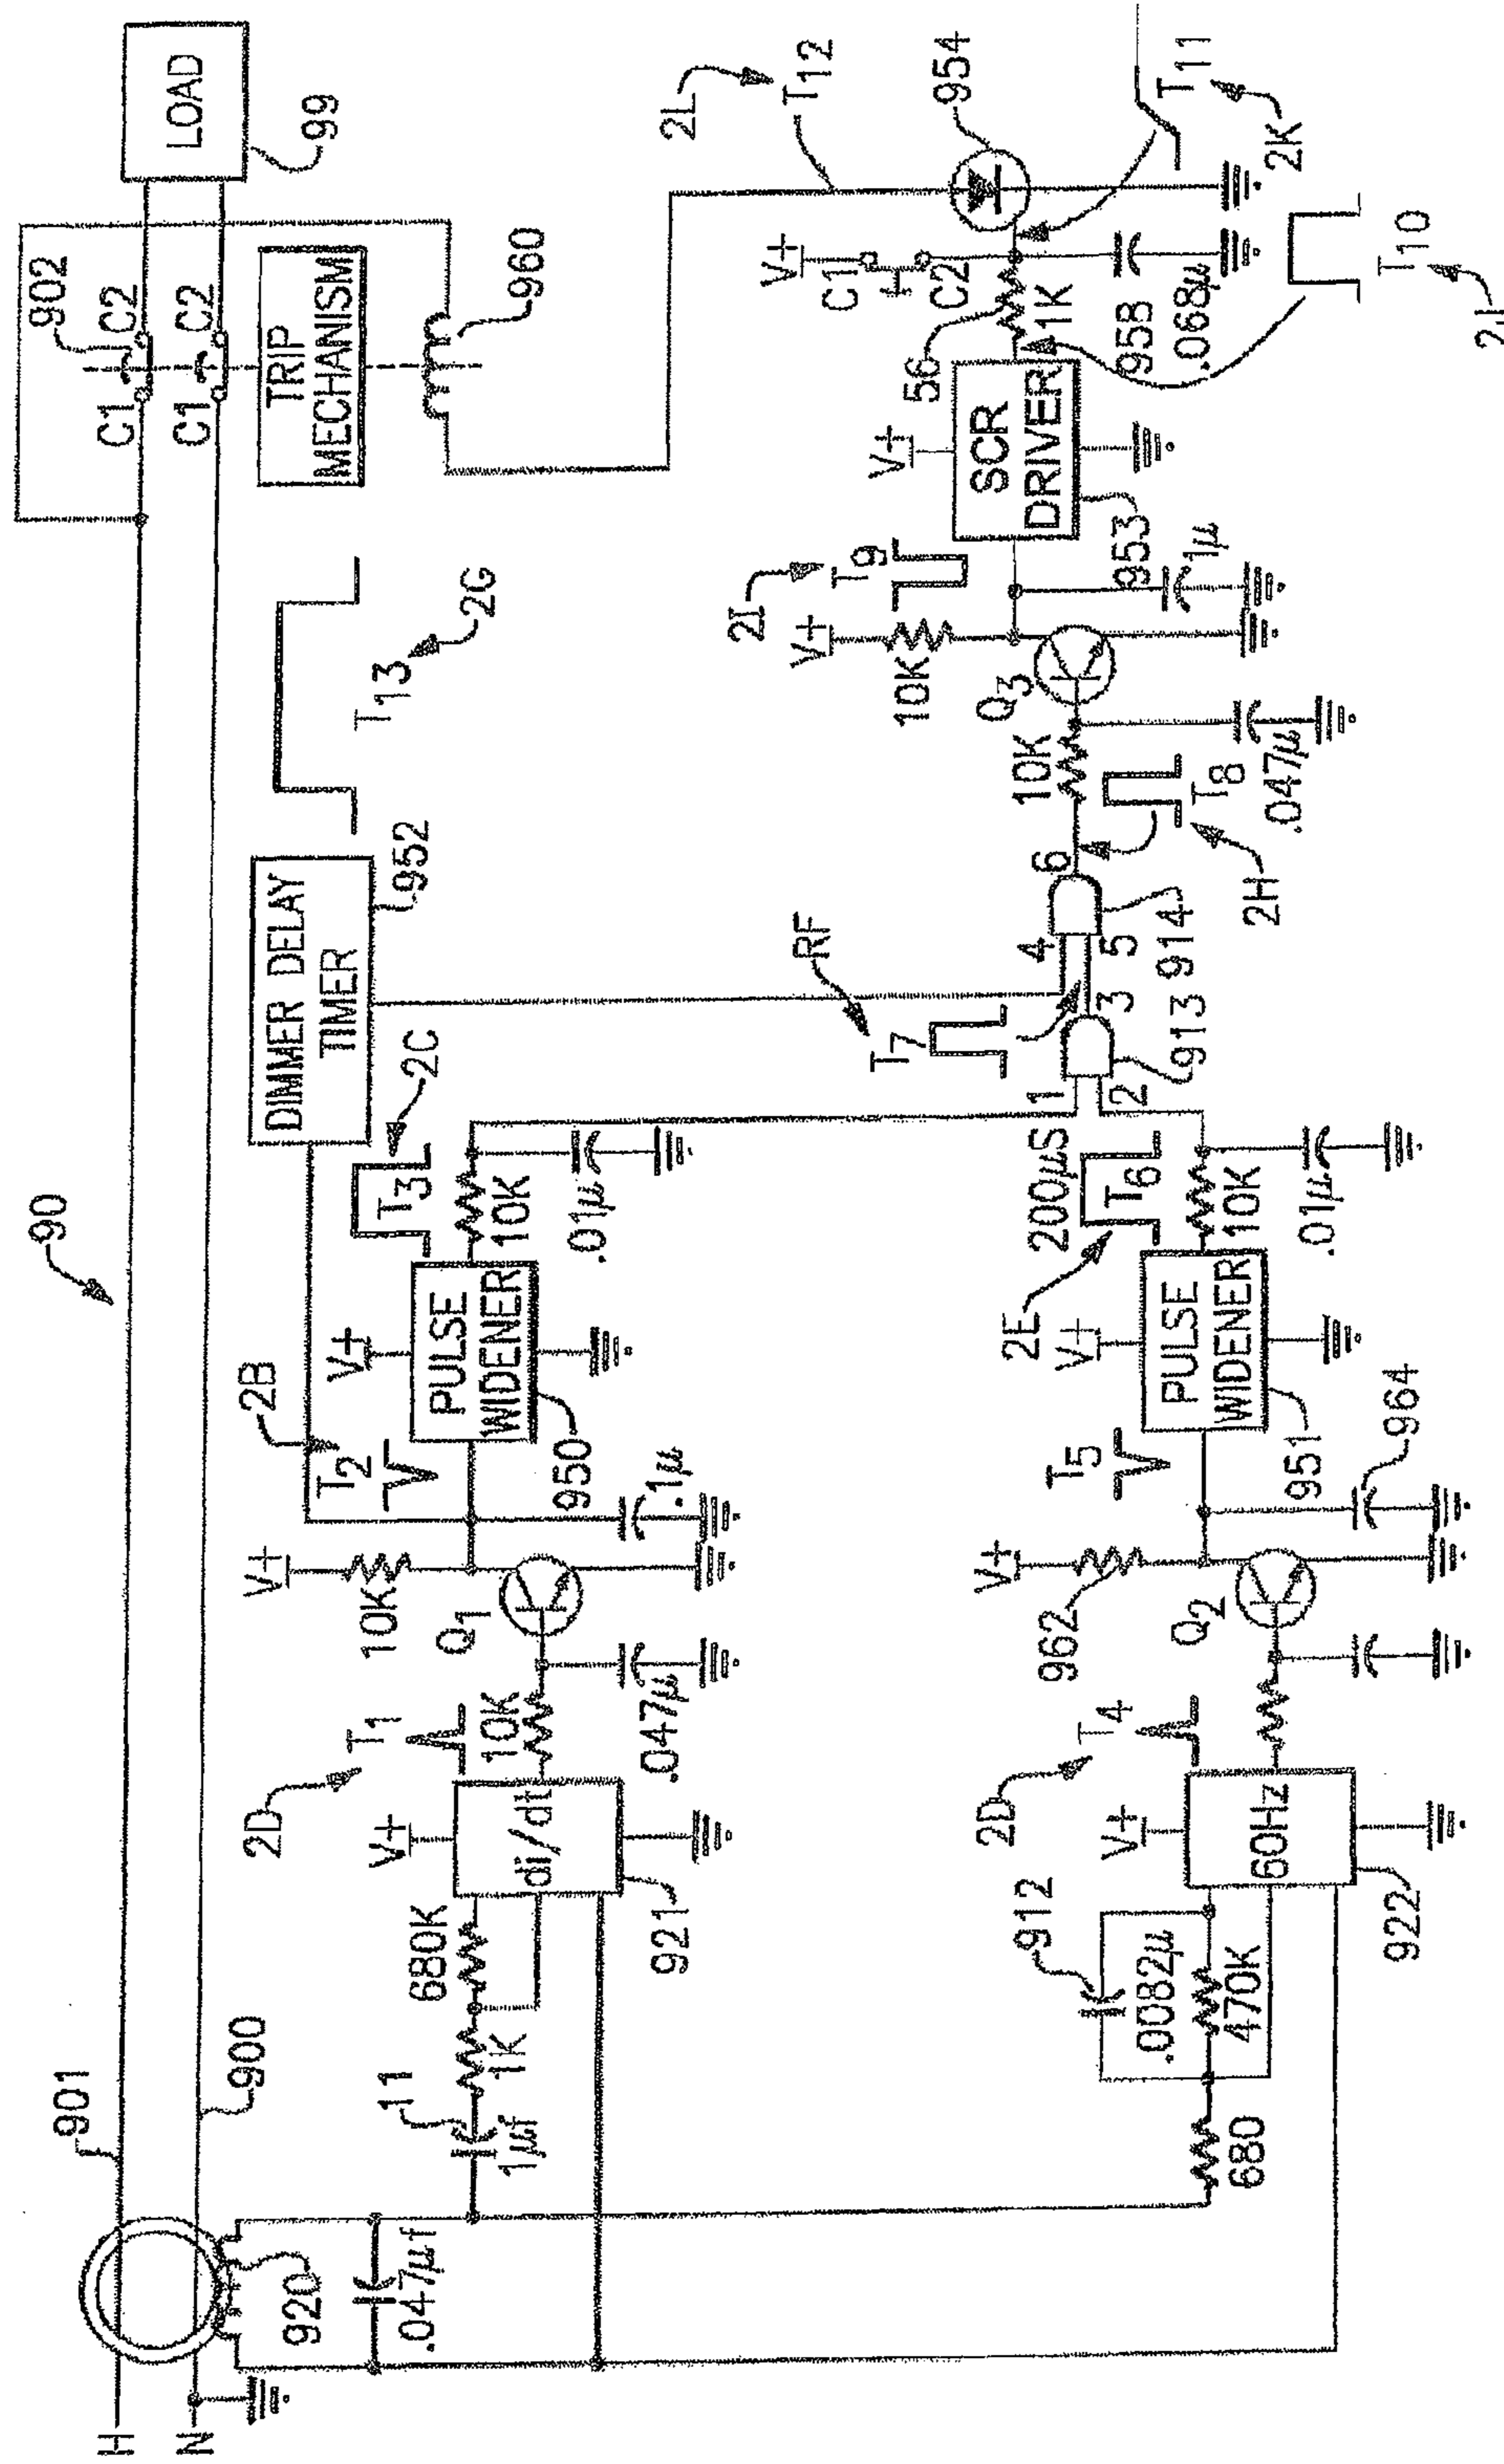 90
H
N
901
900
920
.047µf
902
C1
C2
C1
C2
LOAD
99
TRIP
MECHANISM
960
DIMMER DELAY
TIMER
952
T13
2G
11
1µf
1K
680K
di/dt
921
V+
2D
T1
10K
.047µ
Q1
V+
10K
.1µ
T2
2B
V+
PULSE
WIDENER
950
T3
2C
10K
.01µ
680
912
.0082µ
470K
60Hz
922
V+
2D
T4
Q2
V+
962
964
T5
V+
PULSE
WIDENER
951
2E
200µS
T6
10K
.01µ
1
2
3
913
T7
RF
4
5
6
914
2H
T8
10K
.047µ
Q3
V+
10K
2I
T9
.1µ
V+
SCR
DRIVER
953
56
1K
V+
C1
C2
958
.068µ
954
2L
T12
T11
2K
T10
2J